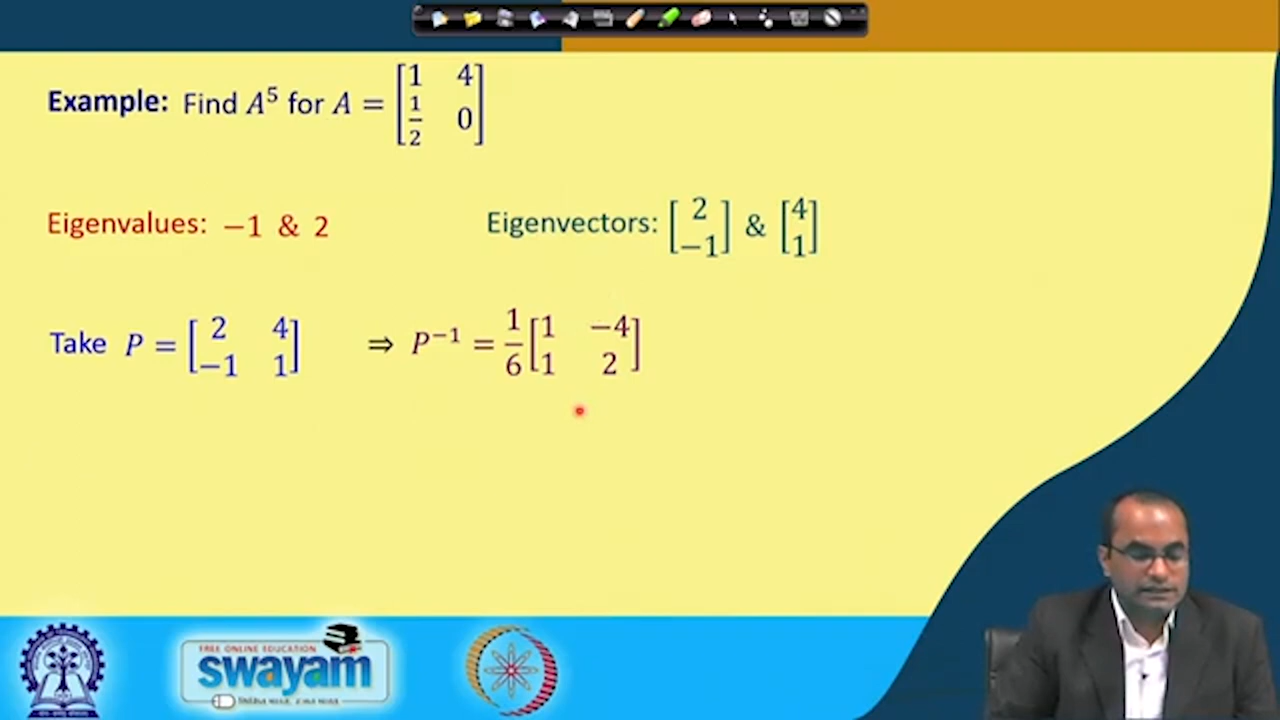 Example: Find A⁵ for A = [1 4; 1/2 0]
Eigenvalues: −1 & 2 Eigenvectors: [2; −1] & [4; 1]
Take P = [2 4; −1 1] ⇒ P⁻¹ = 1/6 [1 −4; 1 2]
FREE ONLINE EDUCATION
swayam